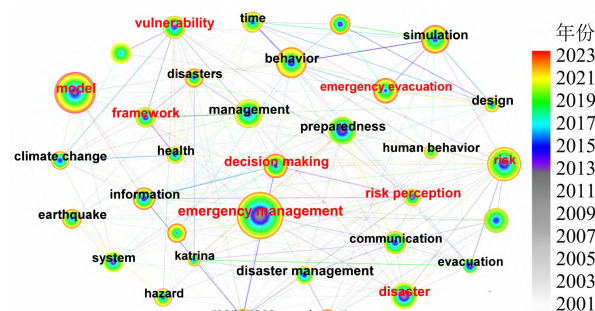 vulnerability
time
simulation
behavior
disasters
emergency evacuation
model
design
framework
management
preparedness
climate change
health
human behavior
decision making
risk
information
risk perception
earthquake
emergency management
communication
system
katrina
disaster management
evacuation
hazard
disaster
年份
2023
2021
2019
2017
2015
2013
2011
2009
2007
2005
2003
2001